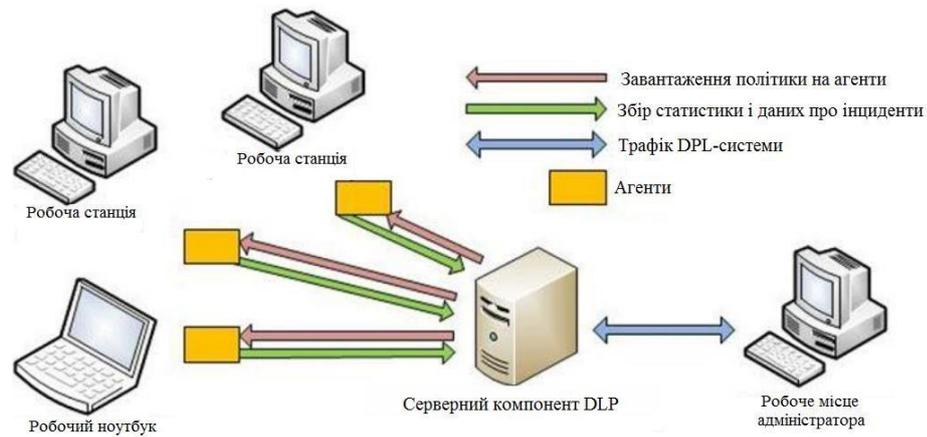 Завантаження політики на агенти
Збір статистики і даних про інциденти
Робоча станція
Трафік DPL-системи
Агенти
Робоча станція
Серверний компонент DLP
Робоче місце
адміністратора
Робочий ноутбук